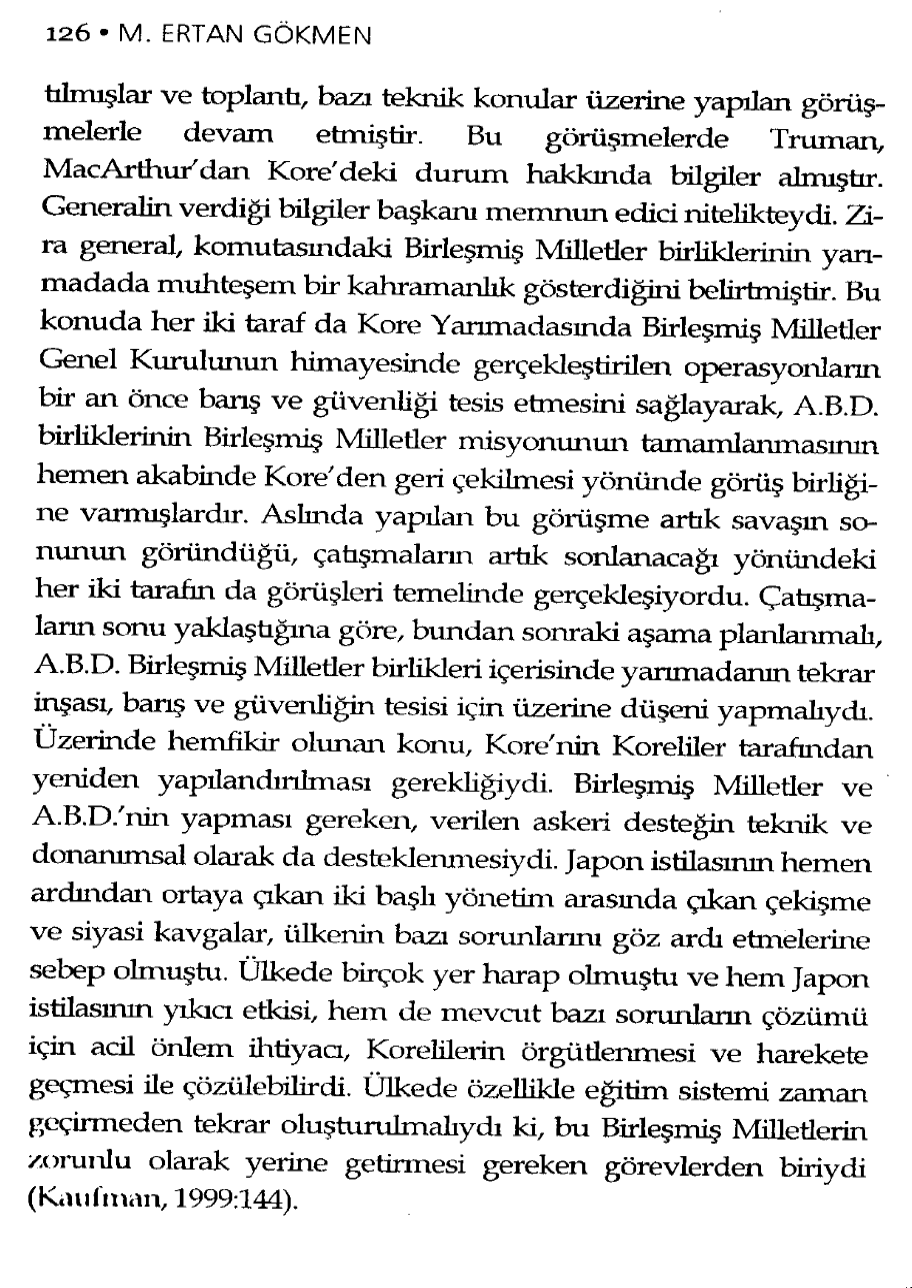 126 • M. ERTAN GÖKMEN
tılmışlar ve toplantı, bazı teknik konular üzerine yapılan görüş-
melerle devam etmiştir. Bu görüşmelerde Truman,
MacArthur'dan Kore'deki durum hakkında bilgiler almıştır.
Generalin verdiği bilgiler başkanı memnun edici nitelikteydi. Zi-
ra general, komutasındaki Birleşmiş Milletler birliklerinin yarı-
madada muhteşem bir kahramanlık gösterdiğini belirtmiştir. Bu
konuda her iki taraf da Kore Yarımadasında Birleşmiş Milletler
Genel Kurulunun himayesinde gerçekleştirilen operasyonların
bir an önce barış ve güvenliği tesis etmesini sağlayarak, A.B.D.
birliklerinin Birleşmiş Milletler misyonunun tamamlanmasının
hemen akabinde Kore'den geri çekilmesi yönünde görüş birliği-
ne varmışlardır. Aslında yapılan bu görüşme artık savaşın so-
nunun göründüğü, çatışmaların artık sonlanacağı yönündeki
her iki tarafın da görüşleri temelinde gerçekleşiyordu. Çatışma-
ların sonu yaklaştığına göre, bundan sonraki aşama planlanmalı,
A.B.D. Birleşmiş Milletler birlikleri içerisinde yarımadanın tekrar
inşası, barış ve güvenliğin tesisi için üzerine düşeni yapmalıydı.
Üzerinde hemfikir olunan konu, Kore'nin Koreliler tarafından
yeniden yapılandırılması gerekliğiydi. Birleşmiş Milletler ve
A.B.D.'nin yapması gereken, verilen askeri desteğin teknik ve
donanımsal olarak da desteklenmesiydi. Japon istilasının hemen
ardından ortaya çıkan iki başlı yönetim arasında çıkan çekişme
ve siyasi kavgalar, ülkenin bazı sorunlarını göz ardı etmelerine
sebep olmuştu. Ülkede birçok yer harap olmuştu ve hem Japon
istilasının yıkıcı etkisi, hem de mevcut bazı sorunların çözümü
için acil önlem ihtiyacı, Korelilerin örgütlenmesi ve harekete
geçmesi ile çözülebilirdi. Ülkede özellikle eğitim sistemi zaman
geçirmeden tekrar oluşturulmalıydı ki, bu Birleşmiş Milletlerin
zorunlu olarak yerine getirmesi gereken görevlerden biriydi
(Kaufman, 1999:144).